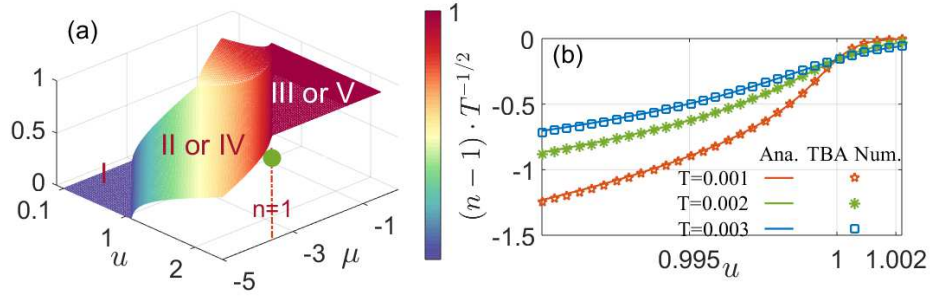 (a)
1
0.5
0
0.1
1
2
u
-5
-3
-1
μ
I
II or IV
III or V
n=1
1
0
(b)
0
-0.5
-1
-1.5
(n − 1) · T^{-1/2}
Ana. TBA Num.
T=0.001
T=0.002
T=0.003
0.995
u
1
1.002